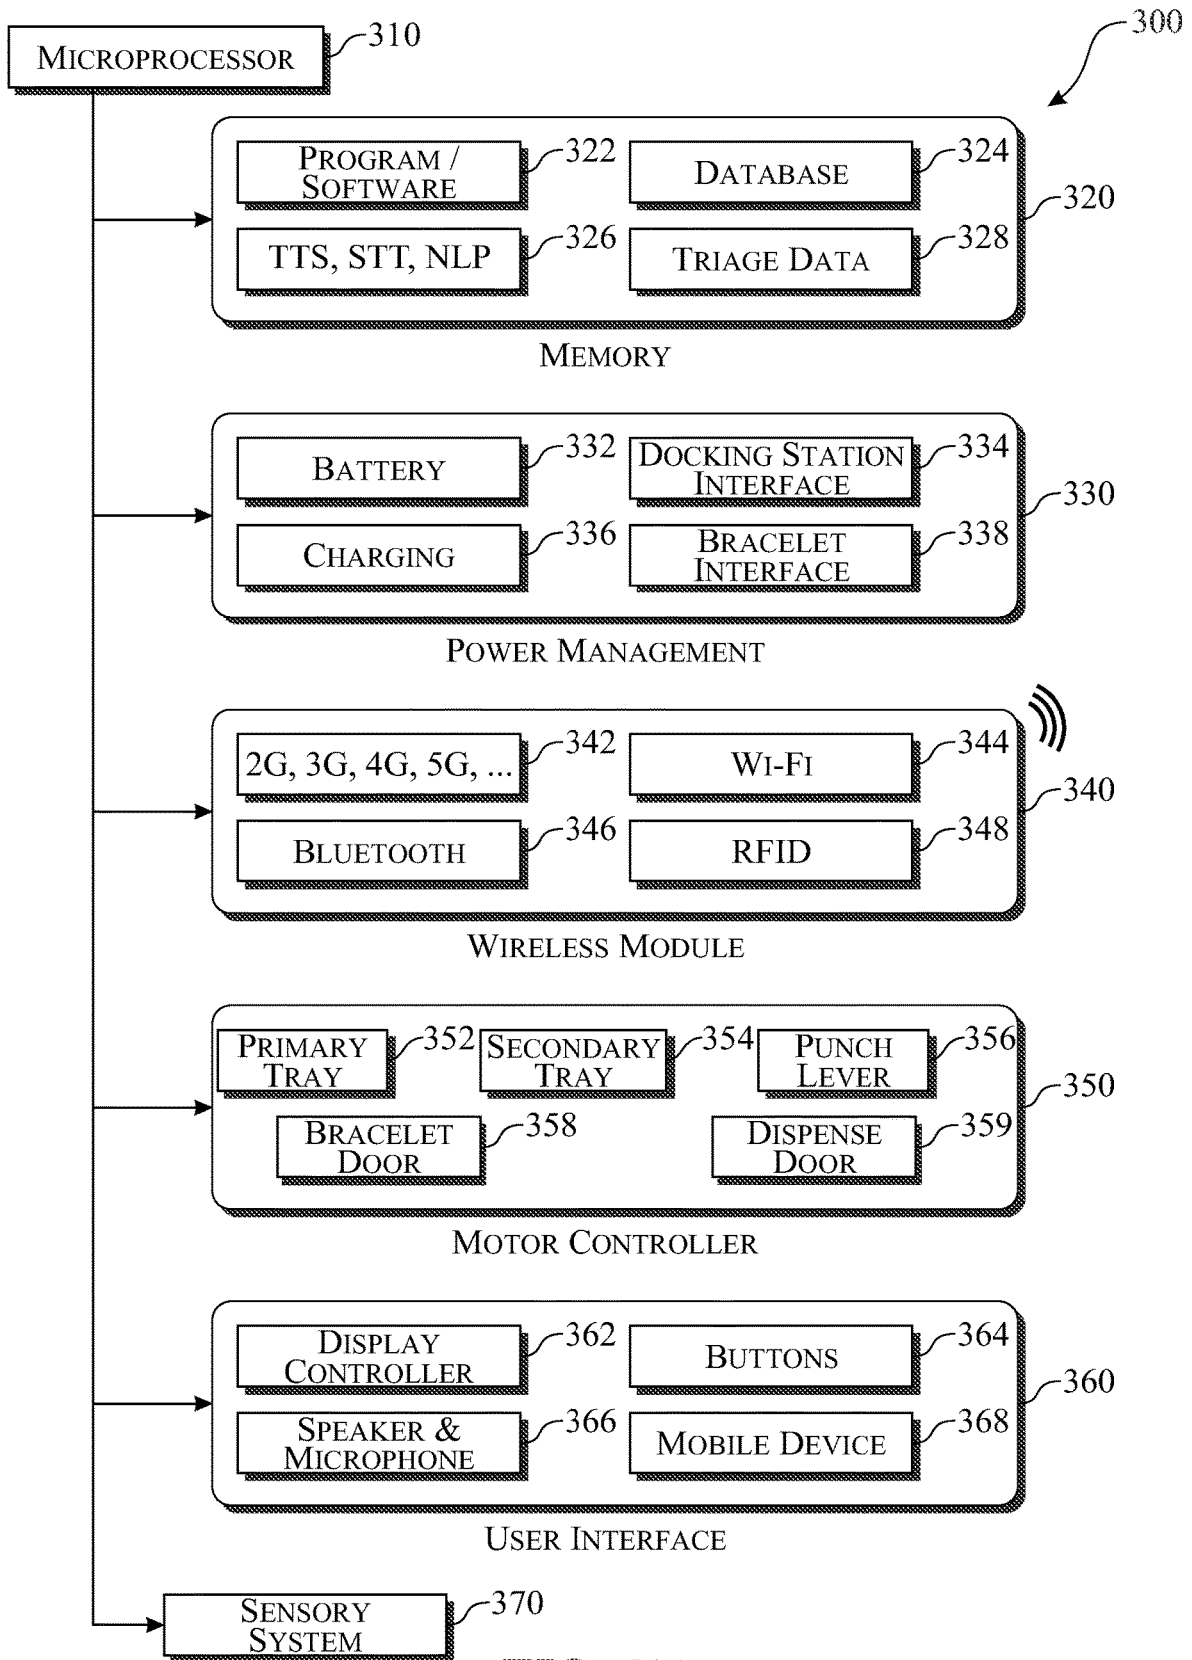 300
MICROPROCESSOR
310
PROGRAM /
SOFTWARE
322
DATABASE
324
320
TTS, STT, NLP
326
TRIAGE DATA
328
MEMORY
BATTERY
332
DOCKING STATION
INTERFACE
334
330
CHARGING
336
BRACELET
INTERFACE
338
POWER MANAGEMENT
2G, 3G, 4G, 5G, ...
342
WI-FI
344
340
BLUETOOTH
346
RFID
348
WIRELESS MODULE
PRIMARY
TRAY
352
SECONDARY
TRAY
354
PUNCH
LEVER
356
350
BRACELET
DOOR
358
DISPENSE
DOOR
359
MOTOR CONTROLLER
DISPLAY
CONTROLLER
362
BUTTONS
364
360
SPEAKER &
MICROPHONE
366
MOBILE DEVICE
368
USER INTERFACE
SENSORY
SYSTEM
370